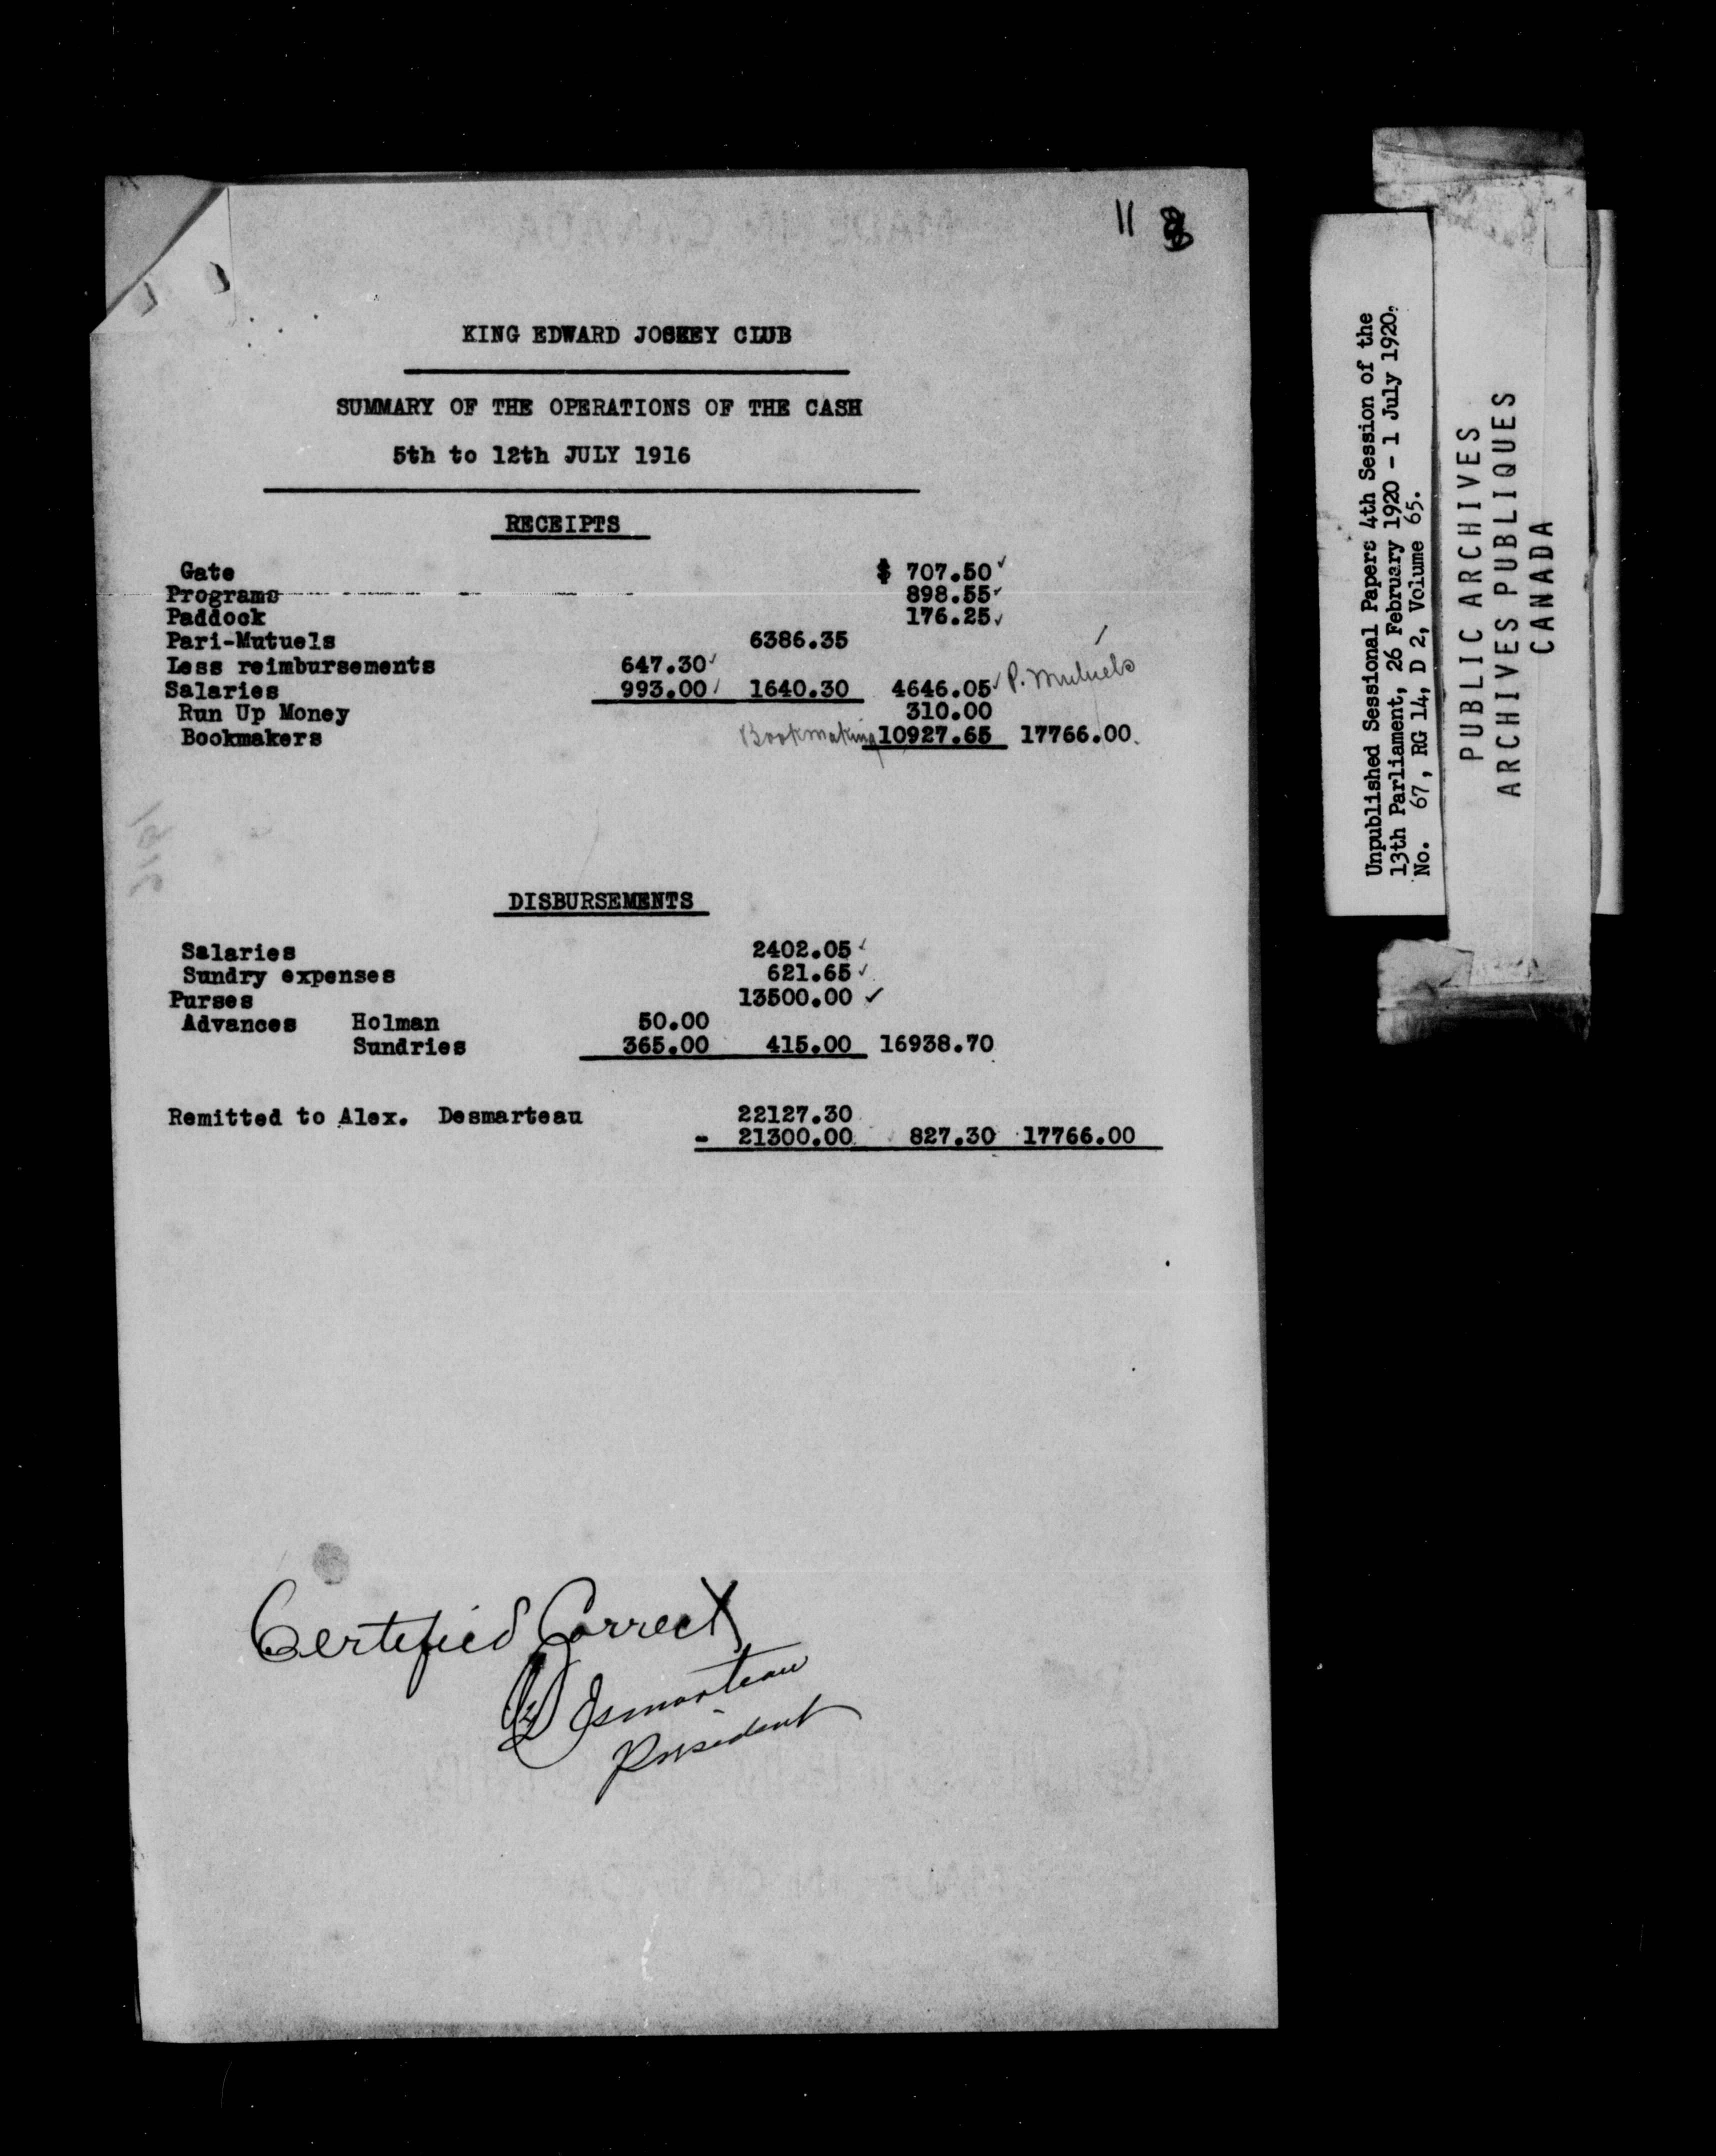 11
KING EDWARD JOCKEY CLUB
SUMMARY OF THE OPERATIONS OF THE CASH
5th to 12th JULY 1916
RECEIPTS
Gate $ 707.50
Programs 898.55
Paddock 176.25
Pari-Mutuels 6386.35
Less reimbursements 647.30
Salaries 993.00 1640.30 4646.05 P. Mutuels
Run Up Money 310.00
Bookmakers Bookmaking 10927.65 17766.00
DISBURSEMENTS
Salaries 2402.05
Sundry expenses 621.65
Purses 13500.00
Advances Holman 50.00
Sundries 365.00 415.00 16938.70
Remitted to Alex. Desmarteau 22127.30
- 21300.00 827.30 17766.00
Certified Correct
Desmarteau
President
Unpublished Sessional Papers 4th Session of the
13th Parliament, 26 February 1920 - 1 July 1920.
No. 67, RG 14, D 2, Volume 65.
PUBLIC ARCHIVES
ARCHIVES PUBLIQUES
CANADA